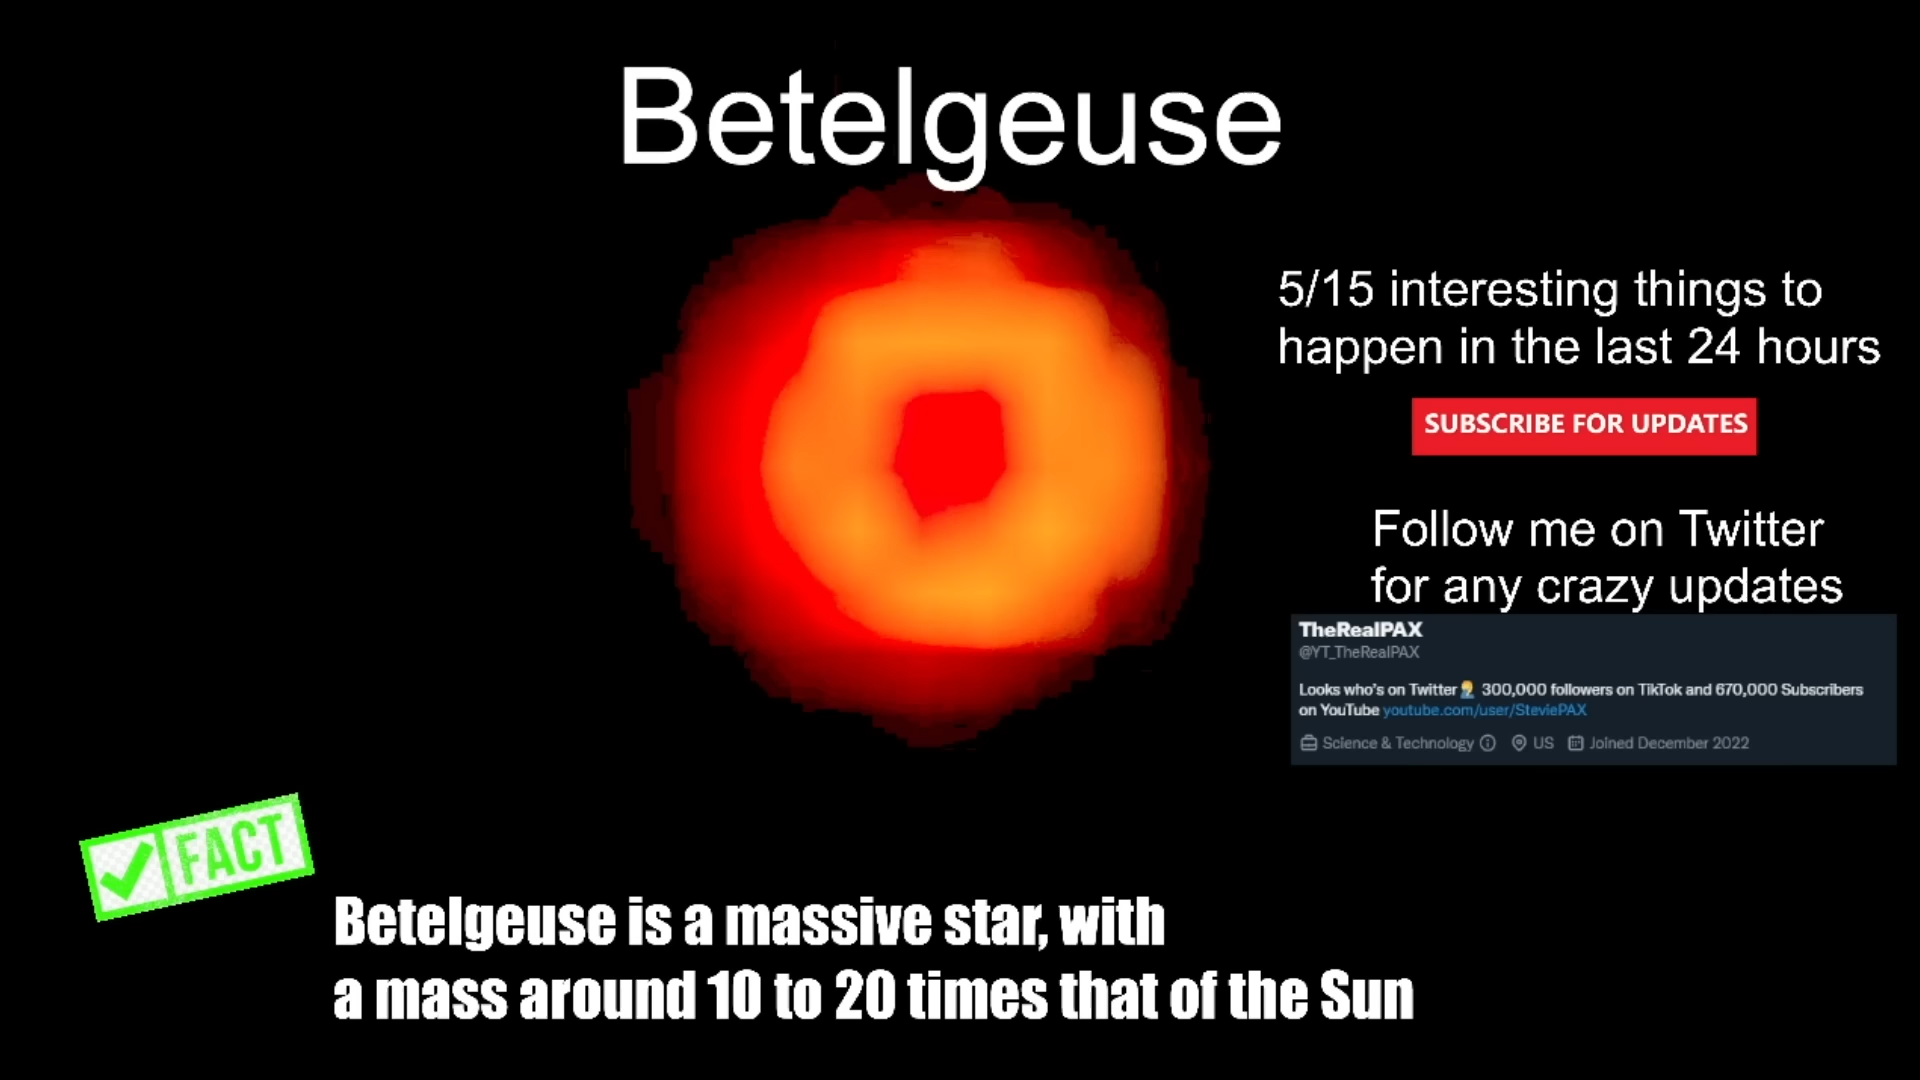 Betelgeuse
5/15 interesting things to
happen in the last 24 hours
SUBSCRIBE FOR UPDATES
Follow me on Twitter
for any crazy updates
TheRealPAX
@YT_TheRealPAX
Looks who's on Twitter🤦‍♂️ 300,000 followers on TikTok and 670,000 Subscribers
on YouTube youtube.com/user/SteviePAX
Science & Technology US Joined December 2022
FACT
Betelgeuse is a massive star, with
a mass around 10 to 20 times that of the Sun